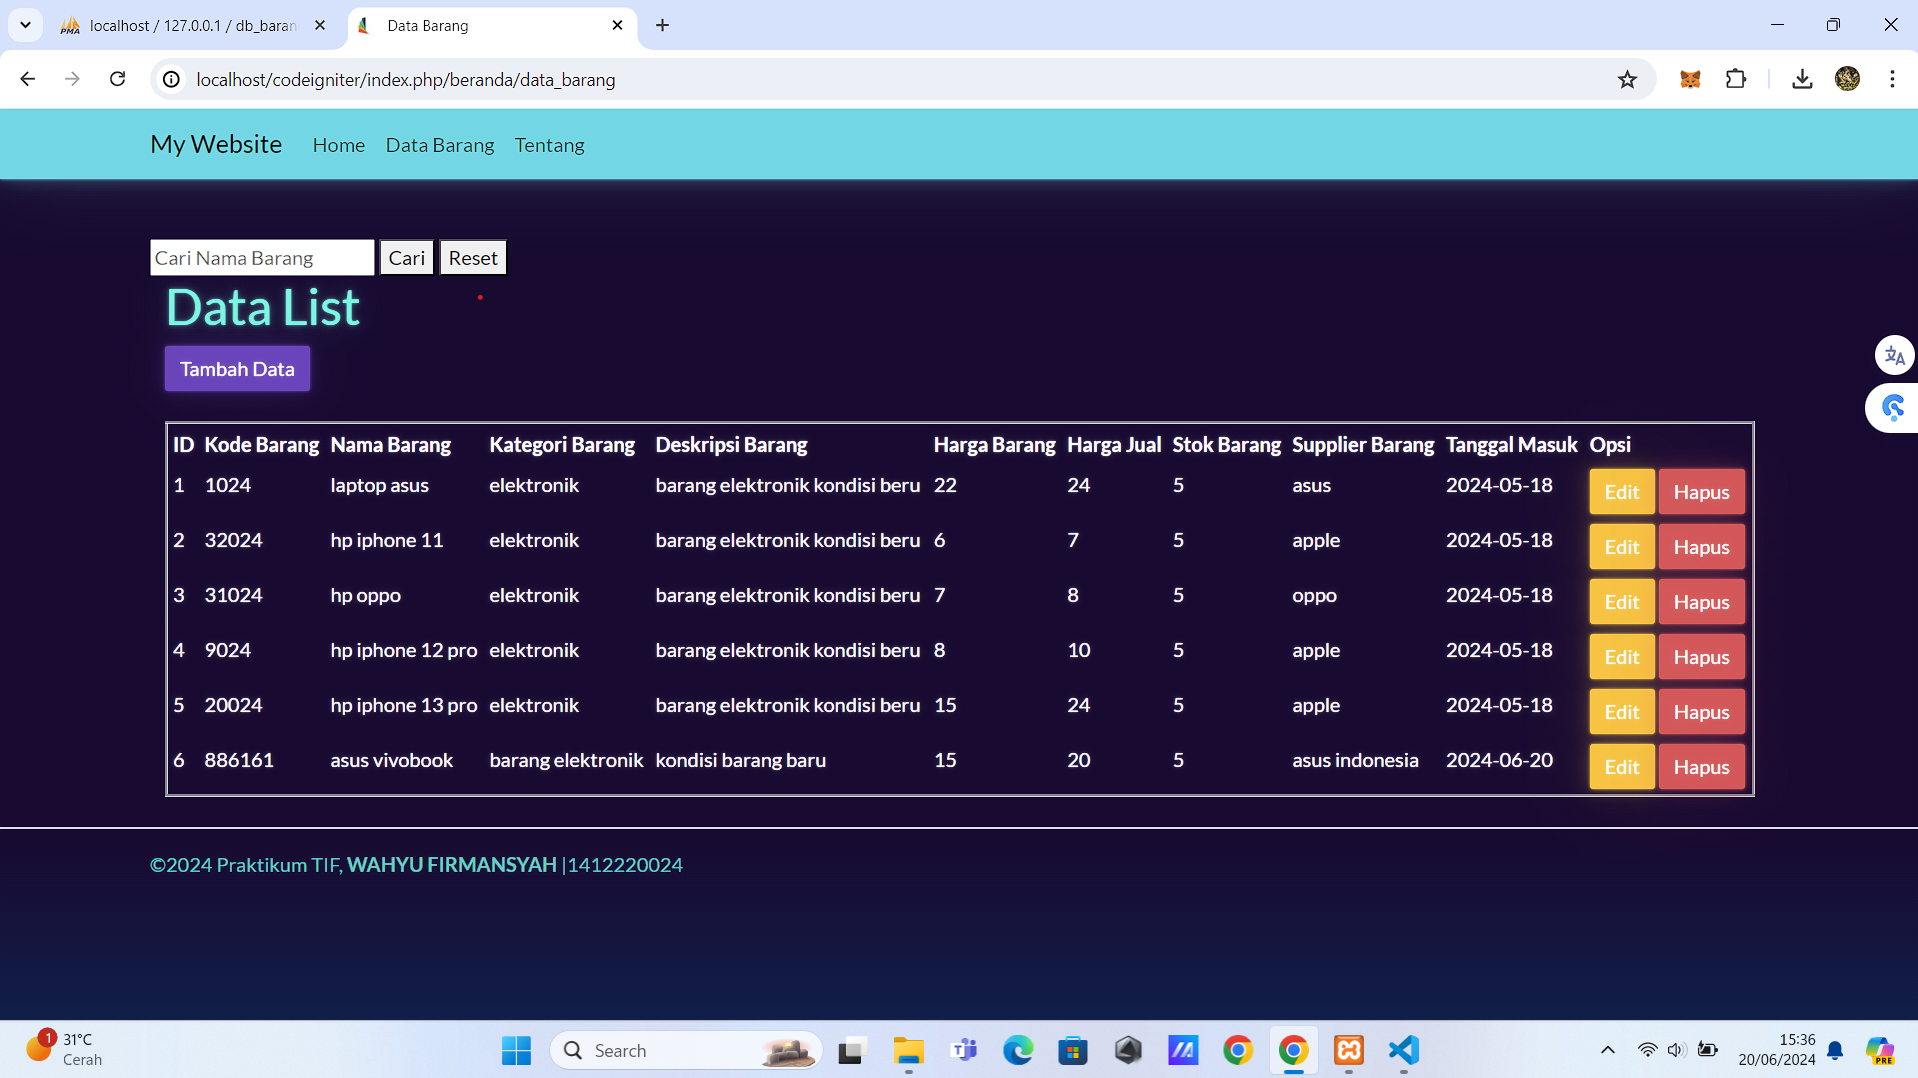 localhost / 127.0.0.1 / db_baran
Data Barang
localhost/codeigniter/index.php/beranda/data_barang
My Website Home Data Barang Tentang
Cari Nama Barang Cari Reset
Data List
Tambah Data
ID Kode Barang Nama Barang Kategori Barang Deskripsi Barang Harga Barang Harga Jual Stok Barang Supplier Barang Tanggal Masuk Opsi
1 1024 laptop asus elektronik barang elektronik kondisi beru 22 24 5 asus 2024-05-18 Edit Hapus
2 32024 hp iphone 11 elektronik barang elektronik kondisi beru 6 7 5 apple 2024-05-18 Edit Hapus
3 31024 hp oppo elektronik barang elektronik kondisi beru 7 8 5 oppo 2024-05-18 Edit Hapus
4 9024 hp iphone 12 pro elektronik barang elektronik kondisi beru 8 10 5 apple 2024-05-18 Edit Hapus
5 20024 hp iphone 13 pro elektronik barang elektronik kondisi beru 15 24 5 apple 2024-05-18 Edit Hapus
6 886161 asus vivobook barang elektronik kondisi barang baru 15 20 5 asus indonesia 2024-06-20 Edit Hapus
©2024 Praktikum TIF, WAHYU FIRMANSYAH |1412220024
1 31°C
Cerah
Search
15:36
20/06/2024
PRE